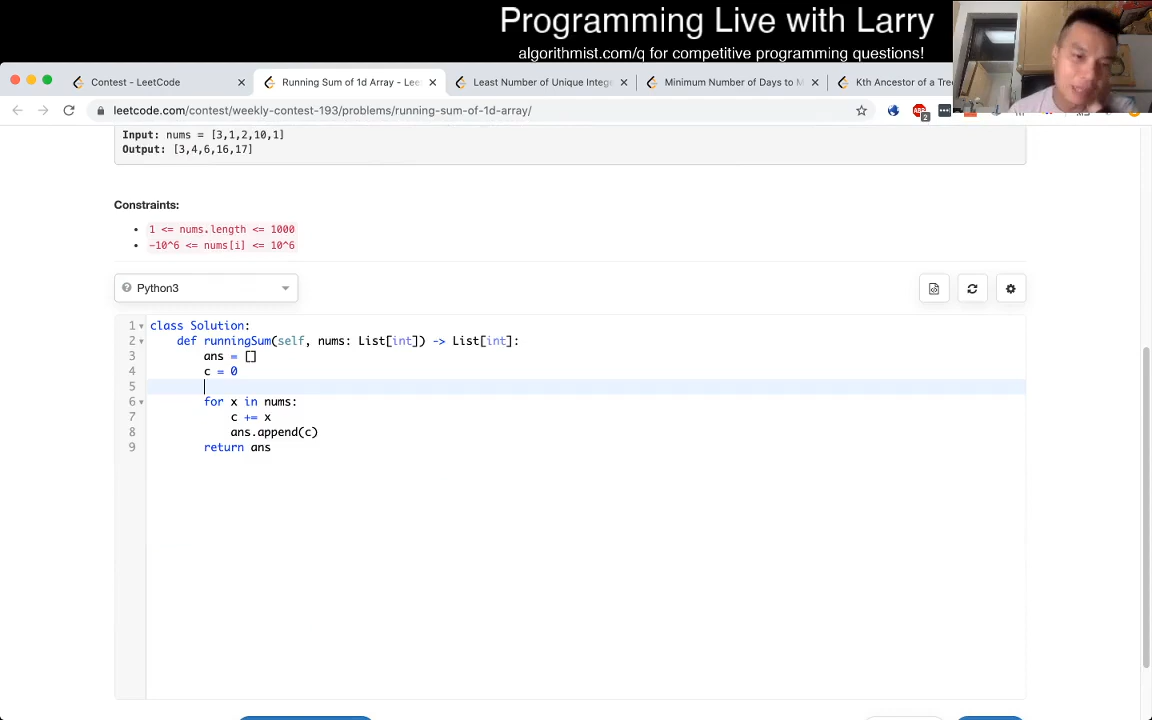 Programming Live with Larry
algorithmist.com/q for competitive programming questions!
Contest - LeetCode
Running Sum of 1d Array - Lee
Least Number of Unique Intege
Minimum Number of Days to M
Kth Ancestor of a Tre
leetcode.com/contest/weekly-contest-193/problems/running-sum-of-1d-array/
ABP
2
Input: nums = [3,1,2,10,1]
Output: [3,4,6,16,17]
Constraints:
• 1 <= nums.length <= 1000
• -10^6 <= nums[i] <= 10^6
Python3
1 class Solution:
2 def runningSum(self, nums: List[int]) -> List[int]:
3 ans = []
4 c = 0
5
6 for x in nums:
7 c += x
8 ans.append(c)
9 return ans